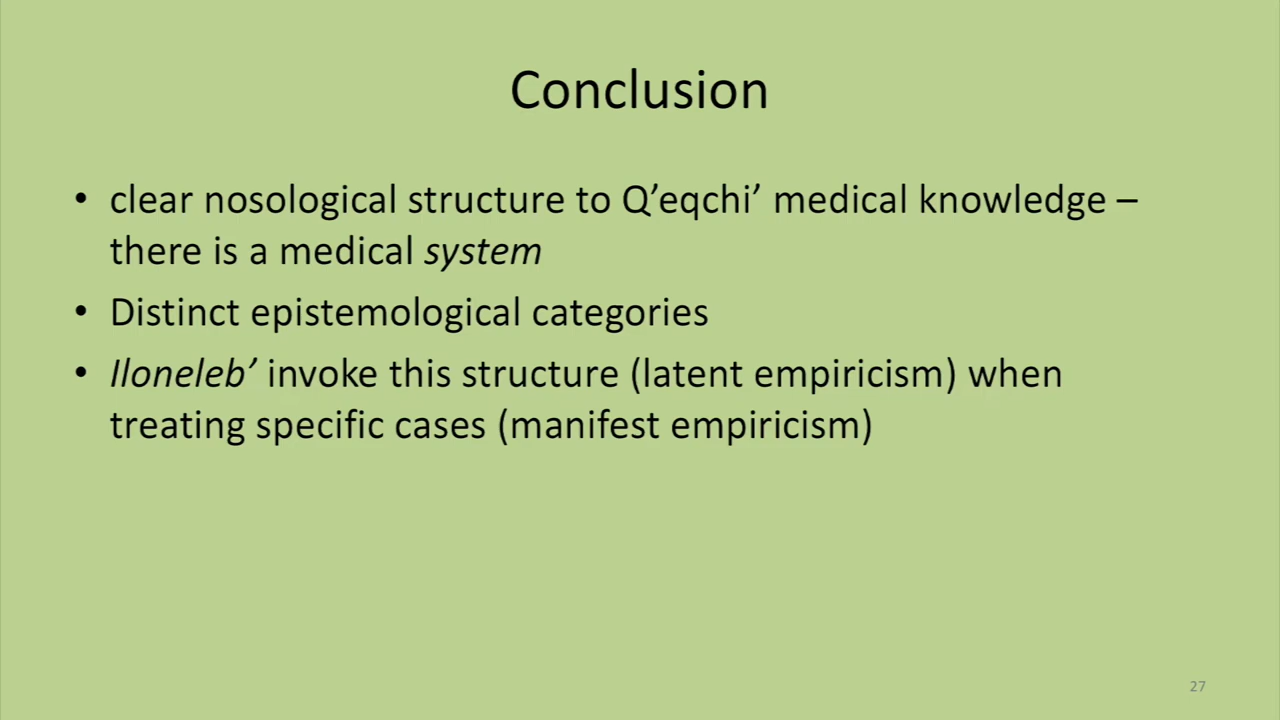 Conclusion
• clear nosological structure to Q’eqchi’ medical knowledge –
there is a medical system
• Distinct epistemological categories
• Iloneleb’ invoke this structure (latent empiricism) when
treating specific cases (manifest empiricism)
27